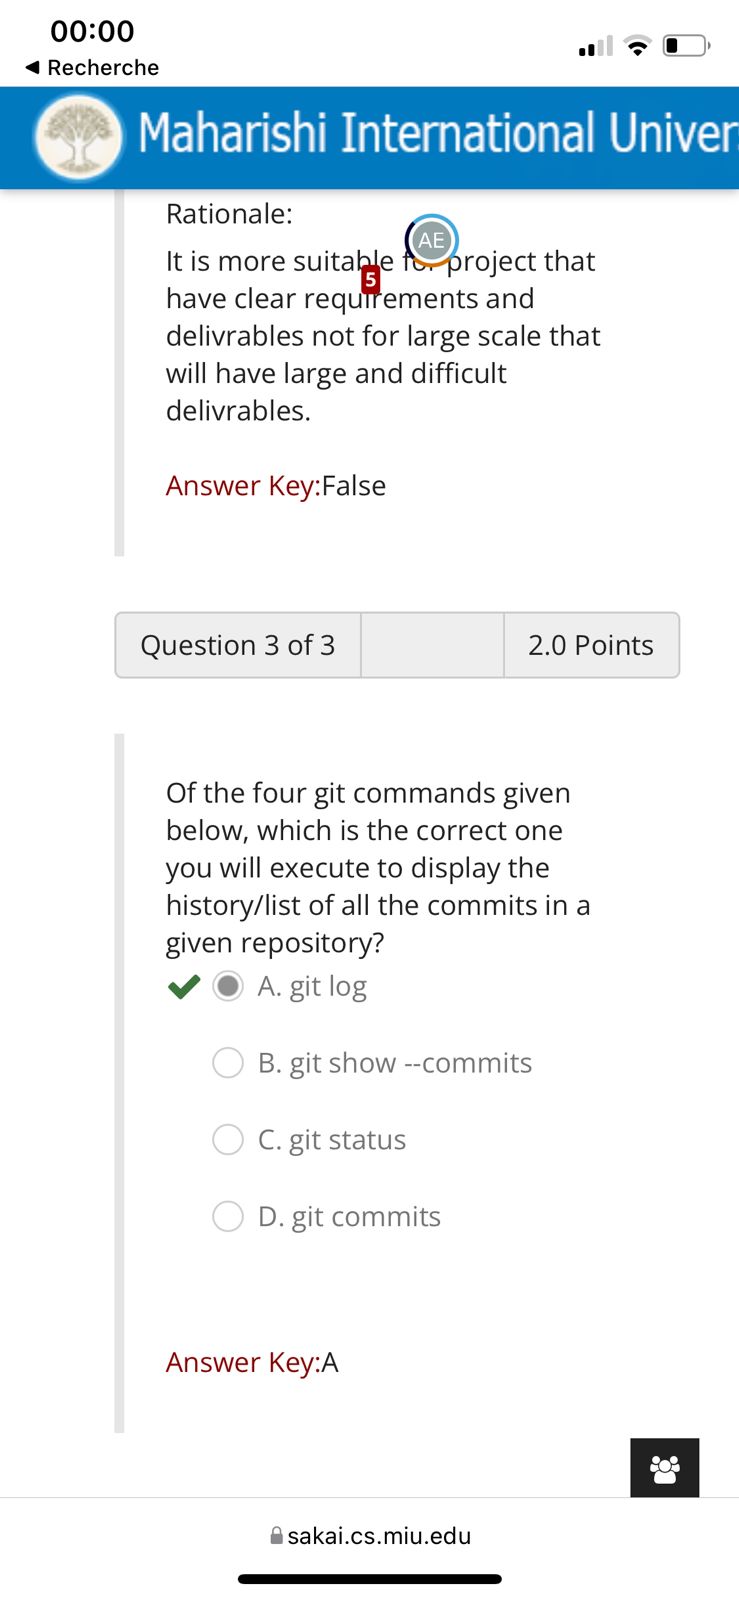 00:00
◀ Recherche
Maharishi International Univer
Rationale:
AE
It is more suitable for project that
5
have clear requirements and
delivrables not for large scale that
will have large and difficult
delivrables.
Answer Key:False
Question 3 of 3
2.0 Points
Of the four git commands given
below, which is the correct one
you will execute to display the
history/list of all the commits in a
given repository?
A. git log
B. git show --commits
C. git status
D. git commits
Answer Key:A
sakai.cs.miu.edu